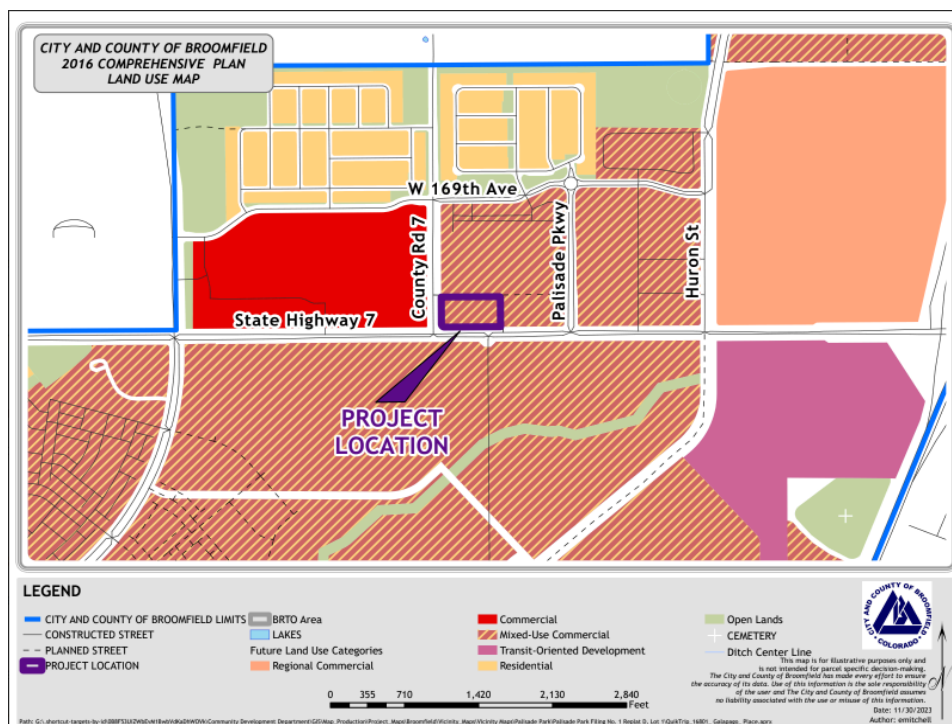 CITY AND COUNTY OF BROOMFIELD
2016 COMPREHENSIVE PLAN
LAND USE MAP
W 169th Ave
County Rd 7
Palisade Pkwy
Huron St
State Highway 7
PROJECT
LOCATION
LEGEND
CITY AND COUNTY OF BROOMFIELD LIMITS
CONSTRUCTED STREET
PLANNED STREET
PROJECT LOCATION
BRTO Area
LAKES
Future Land Use Categories
Regional Commercial
Commercial
Mixed-Use Commercial
Transit-Oriented Development
Residential
Open Lands
CEMETERY
Ditch Center Line
CITY AND COUNTY OF BROOMFIELD
COLORADO
0 355 710 1,420 2,130 2,840
Feet
This map is for illustrative purposes only and
is not intended for parcel specific decision-making.
The City and County of Broomfield has made every effort to ensure
the accuracy of its data. Use of this information is the sole responsibility
of the user and The City and County of Broomfield assumes
no liability associated with the use or misuse of this information.
Date: 11/30/2023
Author: emitchell